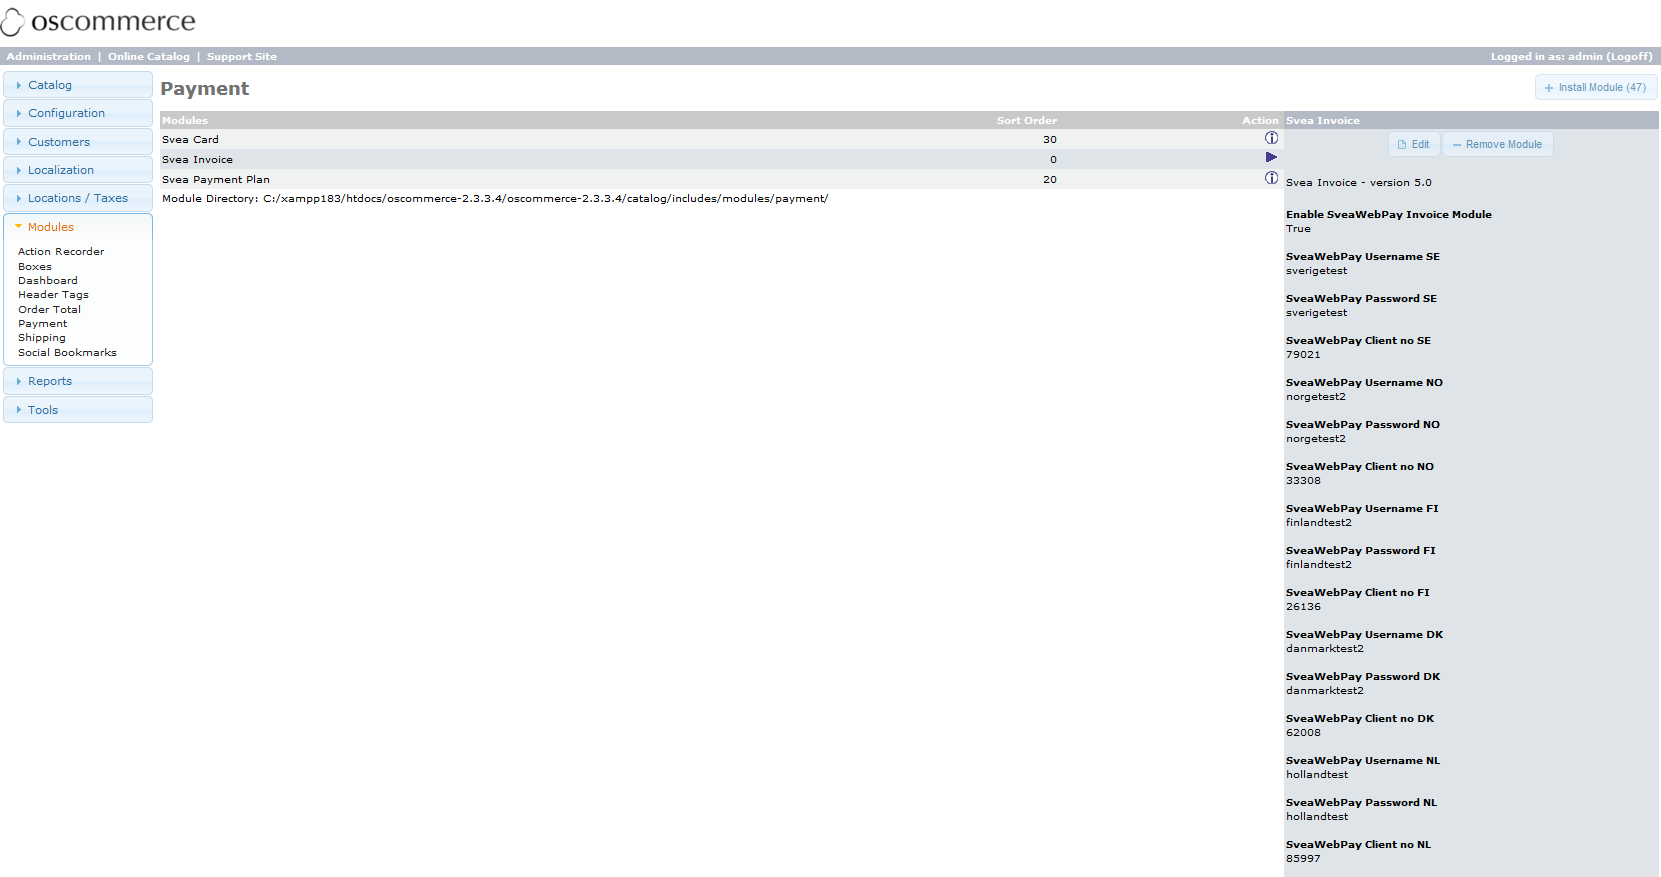 oscommerce
Administration | Online Catalog | Support Site
Logged in as: admin (Logoff)
Catalog
Configuration
Customers
Localization
Locations / Taxes
Modules
Action Recorder
Boxes
Dashboard
Header Tags
Order Total
Payment
Shipping
Social Bookmarks
Reports
Tools
Payment
+ Install Module (47)
Modules Sort Order Action
Svea Card 30
Svea Invoice 0
Svea Payment Plan 20
Module Directory: C:/xampp183/htdocs/oscommerce-2.3.3.4/oscommerce-2.3.3.4/catalog/includes/modules/payment/
Svea Invoice
Edit
Remove Module
Svea Invoice - version 5.0
Enable SveaWebPay Invoice Module
True
SveaWebPay Username SE
sverigetest
SveaWebPay Password SE
sverigetest
SveaWebPay Client no SE
79021
SveaWebPay Username NO
norgetest2
SveaWebPay Password NO
norgetest2
SveaWebPay Client no NO
33308
SveaWebPay Username FI
finlandtest2
SveaWebPay Password FI
finlandtest2
SveaWebPay Client no FI
26136
SveaWebPay Username DK
danmarktest2
SveaWebPay Password DK
danmarktest2
SveaWebPay Client no DK
62008
SveaWebPay Username NL
hollandtest
SveaWebPay Password NL
hollandtest
SveaWebPay Client no NL
85997